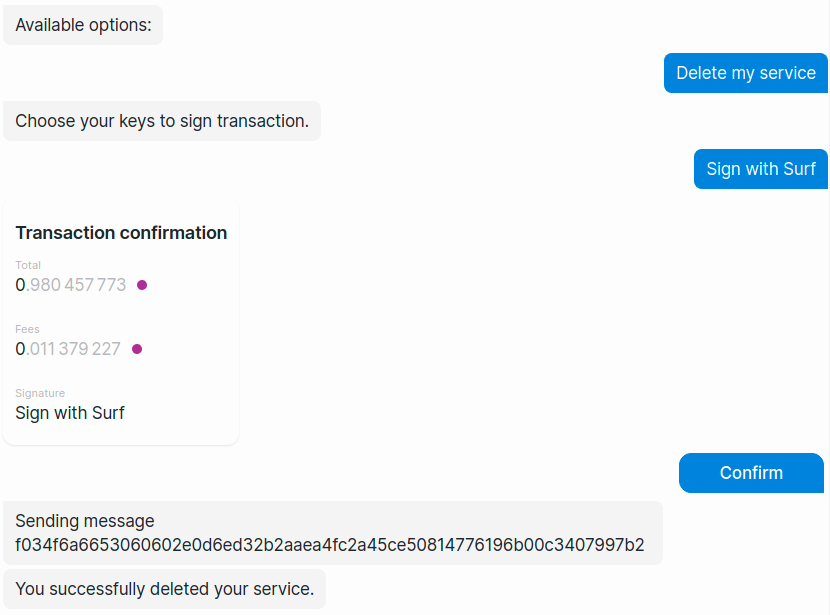 Available options:
Delete my service
Choose your keys to sign transaction.
Sign with Surf
Transaction confirmation
Total
0.980 457 773
Fees
0.011 379 227
Signature
Sign with Surf
Confirm
Sending message
f034f6a6653060602e0d6ed32b2aaea4fc2a45ce50814776196b00c3407997b2
You successfully deleted your service.